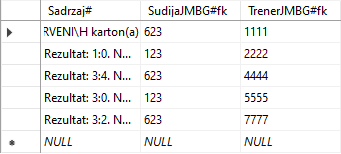 Sadrzaj# SudijaJMBG#fk TrenerJMBG#fk
RVENI\H karton(a) 623 1111
Rezultat: 1:0. N... 123 2222
Rezultat: 3:4. N... 623 4444
Rezultat: 3:0. N... 123 5555
Rezultat: 3:2. N... 623 7777
NULL NULL NULL